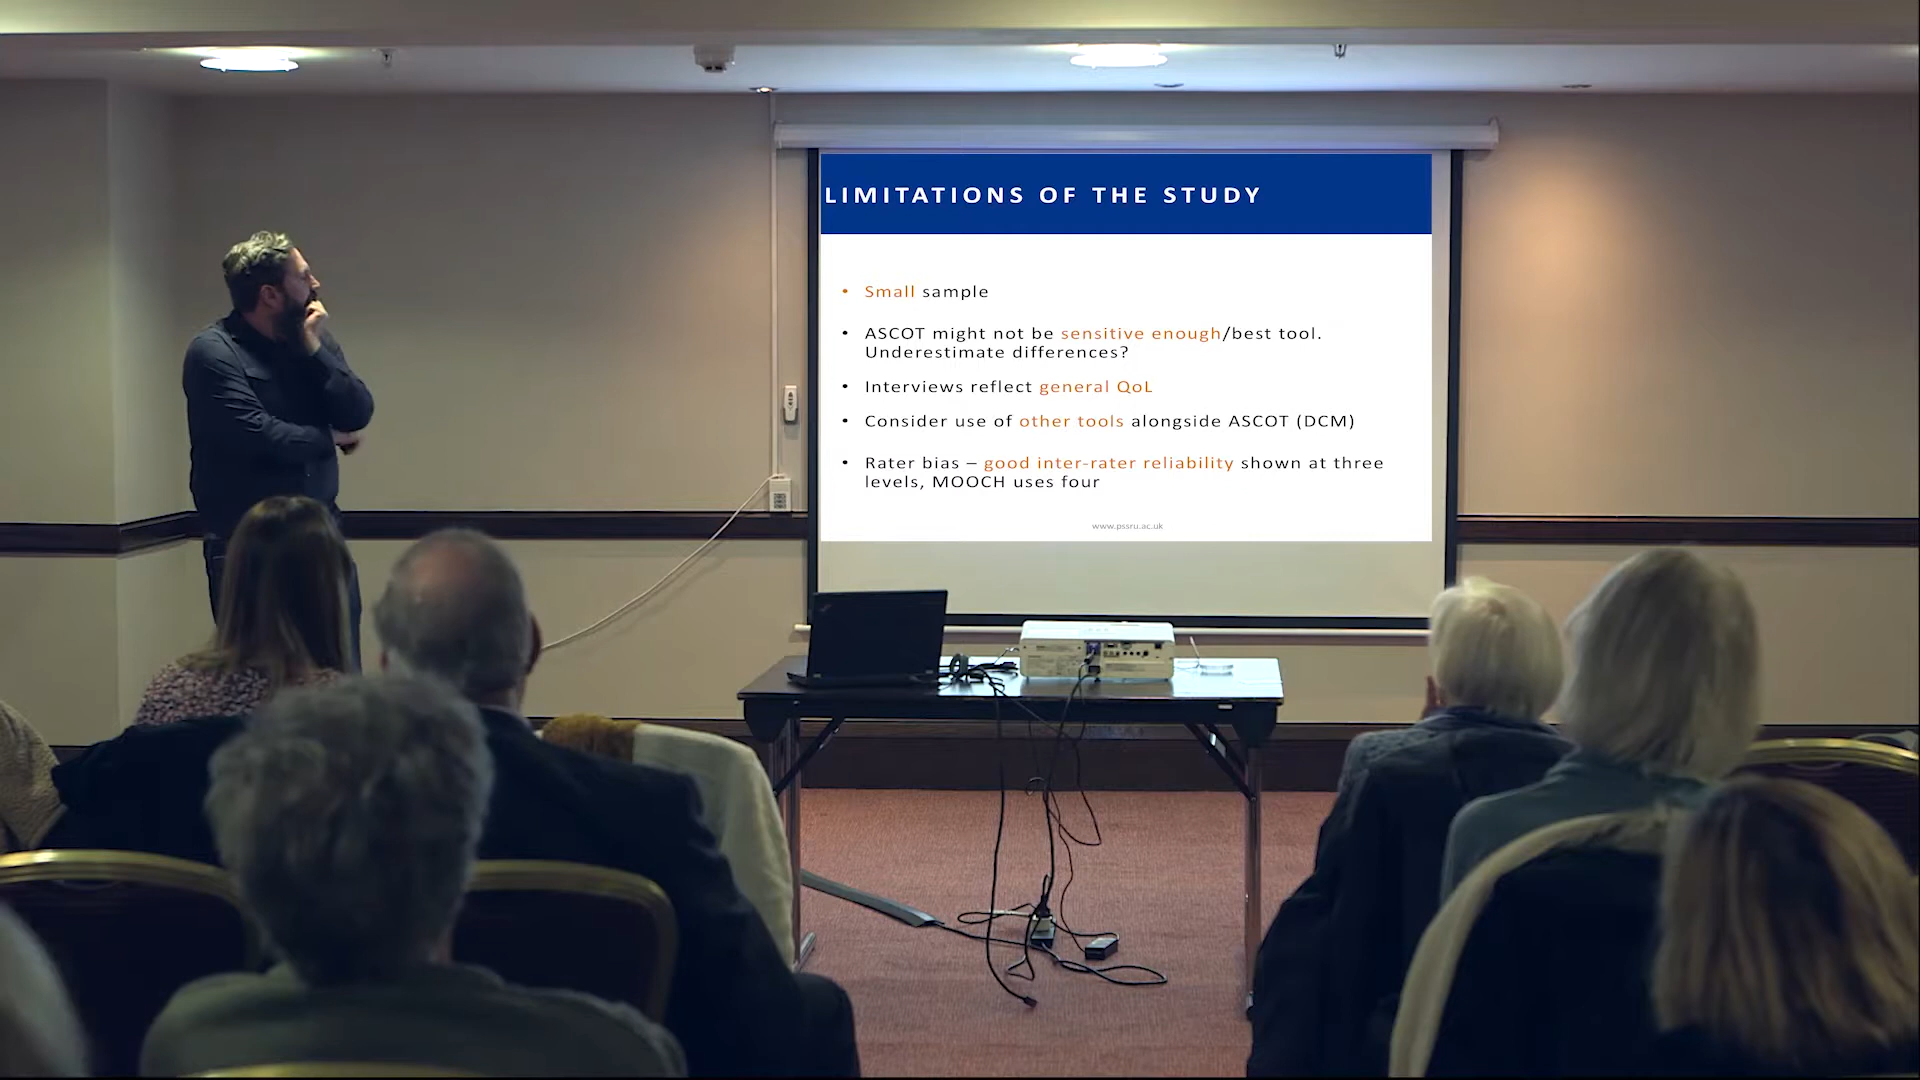 LIMITATIONS OF THE STUDY
• Small sample
• ASCOT might not be sensitive enough/best tool.
Underestimate differences?
• Interviews reflect general QoL
• Consider use of other tools alongside ASCOT (DCM)
• Rater bias – good inter-rater reliability shown at three
levels, MOOCH uses four
www.pssru.ac.uk